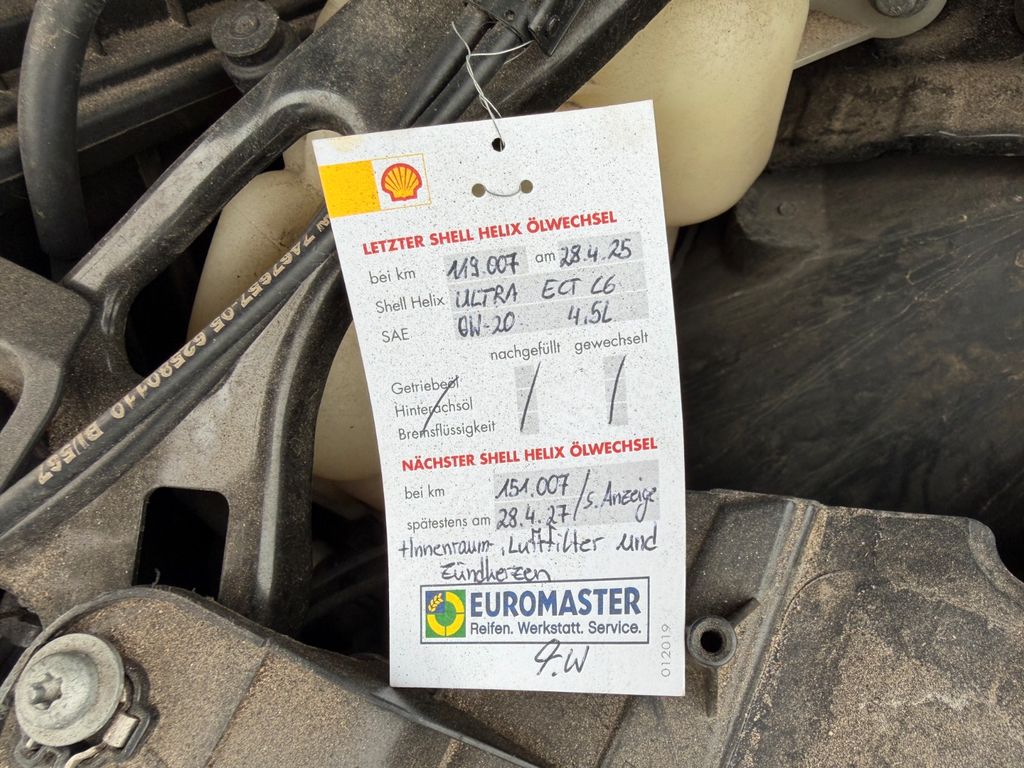 LETZTER SHELL HELIX ÖLWECHSEL
bei km 119.007 am 28.4.25
Shell Helix ULTRA ECT C6
SAE 0W-20 4,5L
nachgefüllt gewechselt
Getriebeöl
Hinterachsöl
Bremsflüssigkeit
NÄCHSTER SHELL HELIX ÖLWECHSEL
bei km 151.007 / s. Anzeige
spätestens am 28.4.27
+Innenraum-, Luftfilter und
Zündkerzen
EUROMASTER
Reifen. Werkstatt. Service.
012019